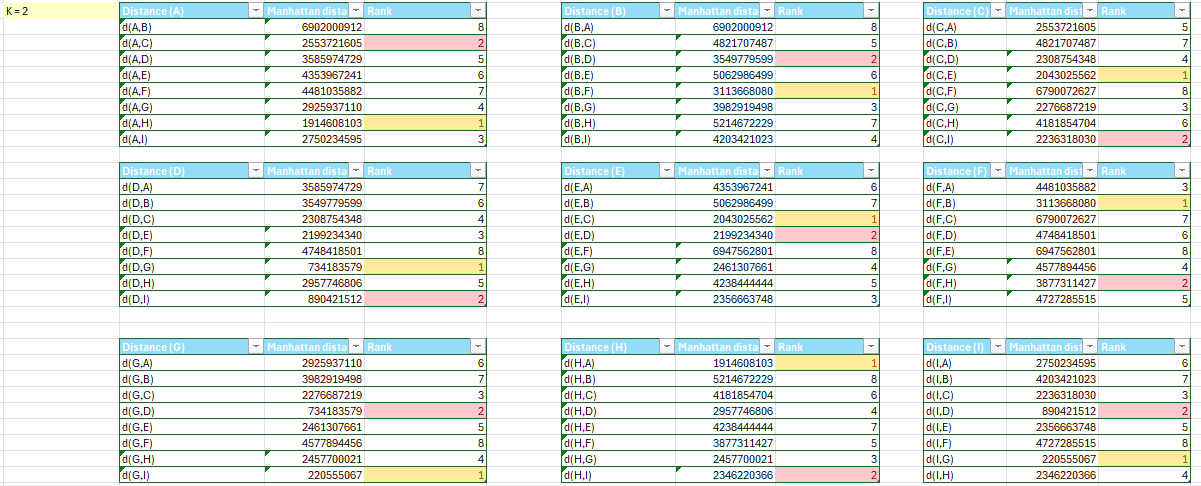 K = 2
Distance (A) Manhattan dista Rank
d(A,B) 6902000912 8
d(A,C) 2553721605 2
d(A,D) 3585974729 5
d(A,E) 4353967241 6
d(A,F) 4481035882 7
d(A,G) 2925937110 4
d(A,H) 1914608103 1
d(A,I) 2750234595 3
Distance (B) Manhattan dista Rank
d(B,A) 6902000912 8
d(B,C) 4821707487 5
d(B,D) 3549779599 2
d(B,E) 5062986499 6
d(B,F) 3113668080 1
d(B,G) 3982919498 3
d(B,H) 5214672229 7
d(B,I) 4203421023 4
Distance (C) Manhattan dist Rank
d(C,A) 2553721605 5
d(C,B) 4821707487 7
d(C,D) 2308754348 4
d(C,E) 2043025562 1
d(C,F) 6790072627 8
d(C,G) 2276687219 3
d(C,H) 4181854704 6
d(C,I) 2236318030 2
Distance (D) Manhattan dista Rank
d(D,A) 3585974729 7
d(D,B) 3549779599 6
d(D,C) 2308754348 4
d(D,E) 2199234340 3
d(D,F) 4748418501 8
d(D,G) 734183579 1
d(D,H) 2957746806 5
d(D,I) 890421512 2
Distance (E) Manhattan dista Rank
d(E,A) 4353967241 6
d(E,B) 5062986499 7
d(E,C) 2043025562 1
d(E,D) 2199234340 2
d(E,F) 6947562801 8
d(E,G) 2461307661 4
d(E,H) 4238444444 5
d(E,I) 2356663748 3
Distance (F) Manhattan dist Rank
d(F,A) 4481035882 3
d(F,B) 3113668080 1
d(F,C) 6790072627 7
d(F,D) 4748418501 6
d(F,E) 6947562801 8
d(F,G) 4577894456 4
d(F,H) 3877311427 2
d(F,I) 4727285515 5
Distance (G) Manhattan dista Rank
d(G,A) 2925937110 6
d(G,B) 3982919498 7
d(G,C) 2276687219 3
d(G,D) 734183579 2
d(G,E) 2461307661 5
d(G,F) 4577894456 8
d(G,H) 2457700021 4
d(G,I) 220555067 1
Distance (H) Manhattan dista Rank
d(H,A) 1914608103 1
d(H,B) 5214672229 8
d(H,C) 4181854704 6
d(H,D) 2957746806 4
d(H,E) 4238444444 7
d(H,F) 3877311427 5
d(H,G) 2457700021 3
d(H,I) 2346220366 2
Distance (I) Manhattan dist Rank
d(I,A) 2750234595 6
d(I,B) 4203421023 7
d(I,C) 2236318030 3
d(I,D) 890421512 2
d(I,E) 2356663748 5
d(I,F) 4727285515 8
d(I,G) 220555067 1
d(I,H) 2346220366 4